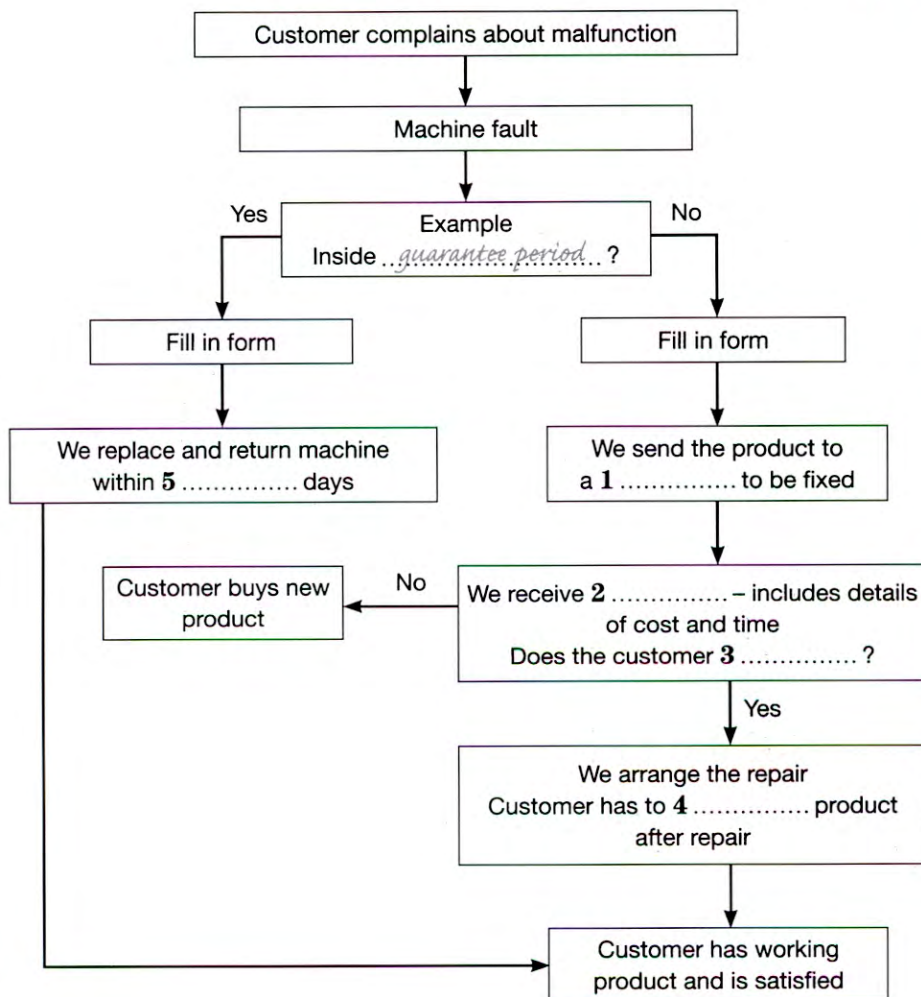 Customer complains about malfunction
Machine fault
Yes
Example
No
Inside ...guarantee period... ?
Fill in form
Fill in form
We replace and return machine
within 5 ............... days
We send the product to
a 1 ............... to be fixed
Customer buys new
product
No
We receive 2 ............... – includes details
of cost and time
Does the customer 3 ............... ?
Yes
We arrange the repair
Customer has to 4 ............... product
after repair
Customer has working
product and is satisfied